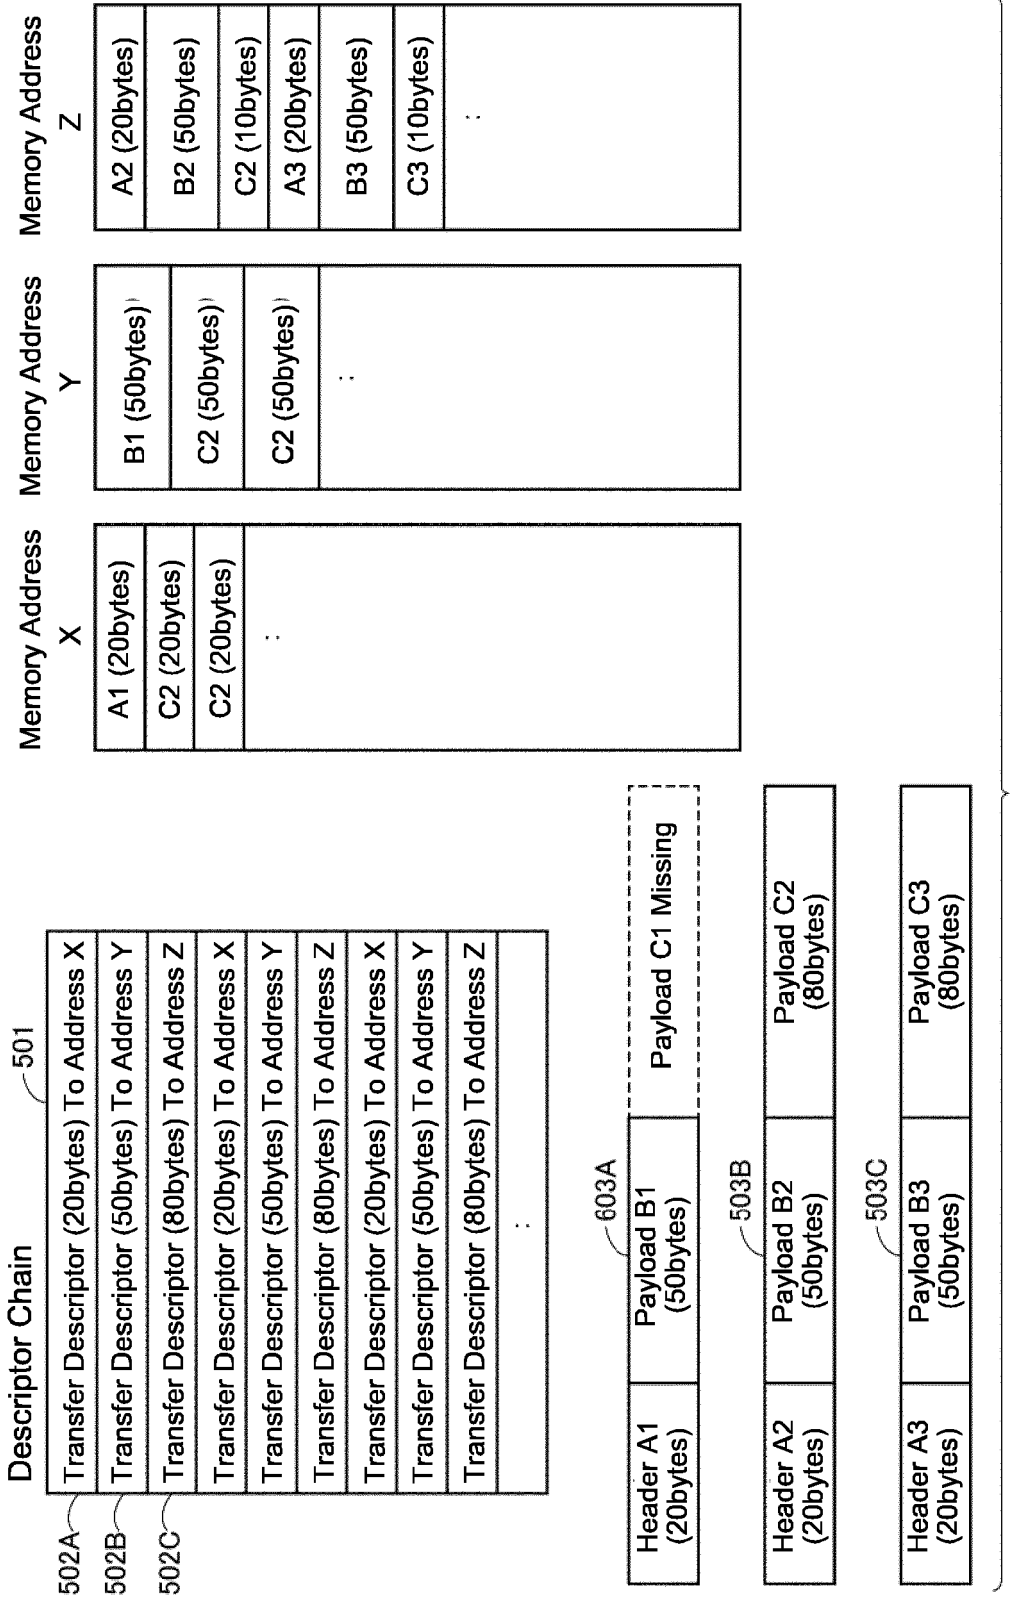 Descriptor Chain
501
502A
Transfer Descriptor (20bytes) To Address X
502B
Transfer Descriptor (50bytes) To Address Y
502C
Transfer Descriptor (80bytes) To Address Z
Transfer Descriptor (20bytes) To Address X
Transfer Descriptor (50bytes) To Address Y
Transfer Descriptor (80bytes) To Address Z
Transfer Descriptor (20bytes) To Address X
Transfer Descriptor (50bytes) To Address Y
Transfer Descriptor (80bytes) To Address Z
:
Memory Address
X
A1 (20bytes)
C2 (20bytes)
C2 (20bytes)
:
Memory Address
Y
B1 (50bytes)
C2 (50bytes)
C2 (50bytes)
:
Memory Address
Z
A2 (20bytes)
B2 (50bytes)
C2 (10bytes)
A3 (20bytes)
B3 (50bytes)
C3 (10bytes)
:
603A
Header A1
(20bytes)
Payload B1
(50bytes)
Payload C1 Missing
503B
Header A2
(20bytes)
Payload B2
(50bytes)
Payload C2
(80bytes)
503C
Header A3
(20bytes)
Payload B3
(50bytes)
Payload C3
(80bytes)